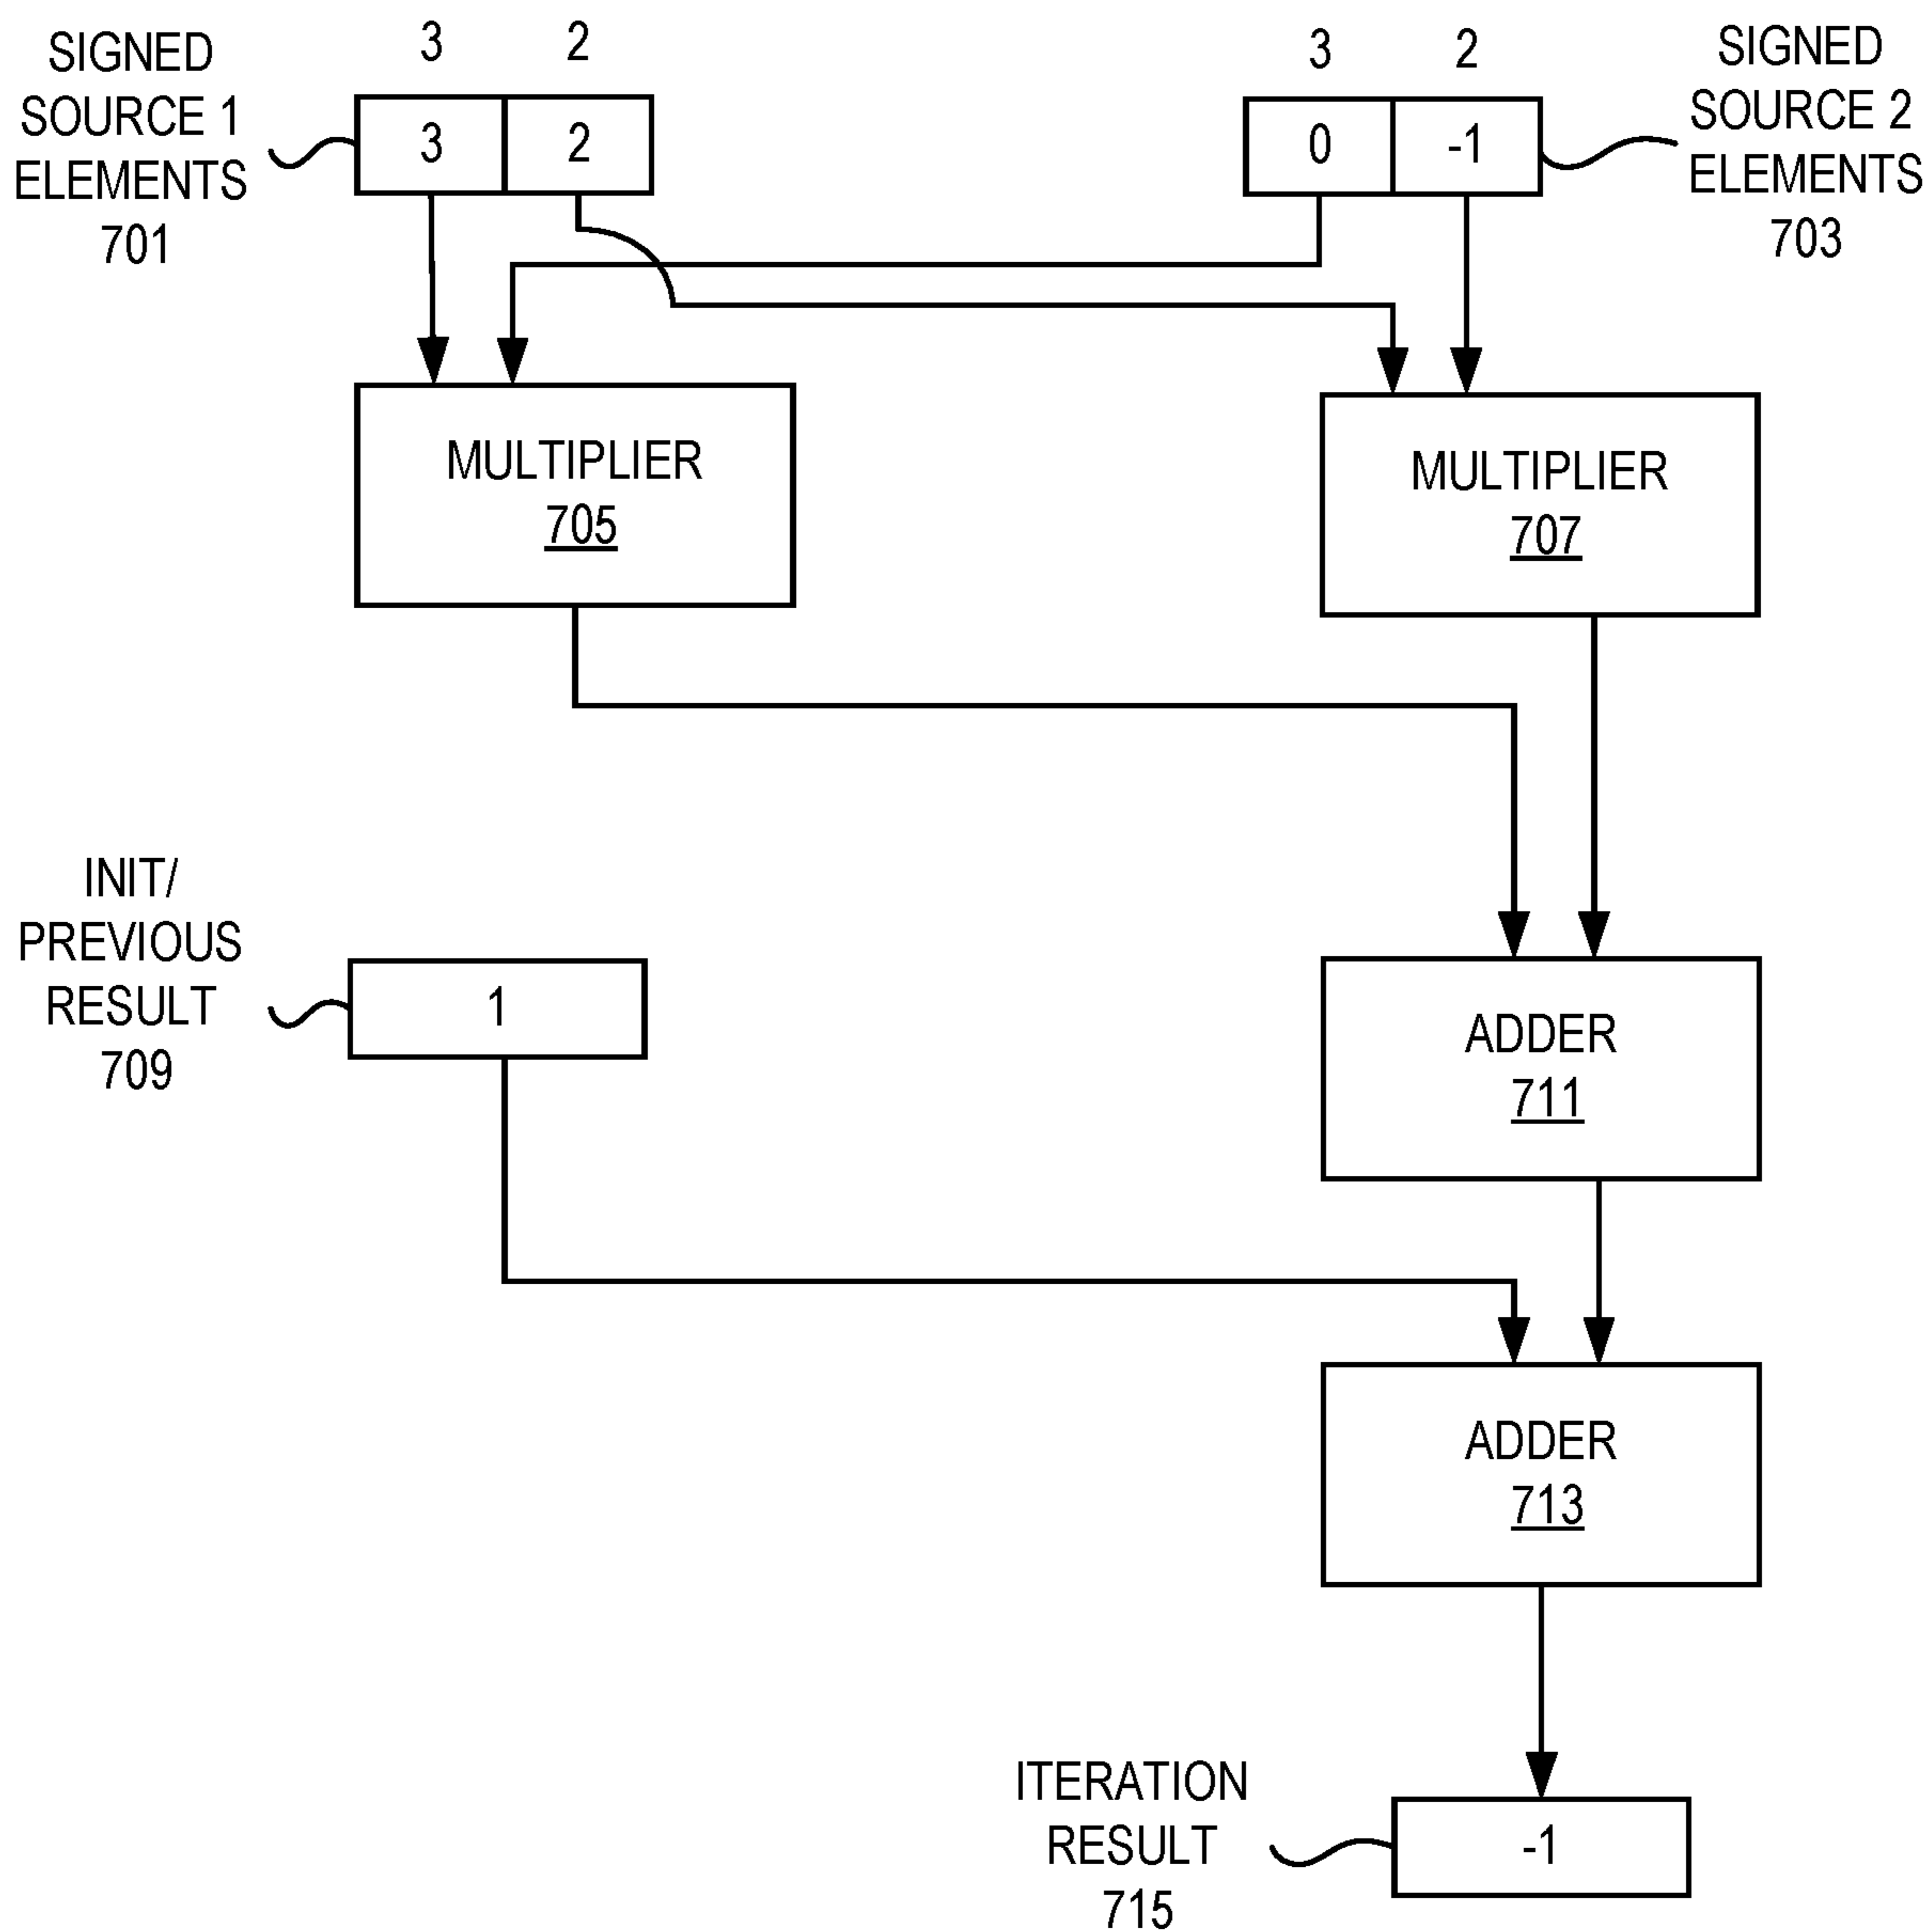 SIGNED
SOURCE 1
ELEMENTS
701
3 2
3 2
3 2
0 -1
SIGNED
SOURCE 2
ELEMENTS
703
MULTIPLIER
705
MULTIPLIER
707
INIT/
PREVIOUS
RESULT
709
1
ADDER
711
ADDER
713
ITERATION
RESULT
715
-1